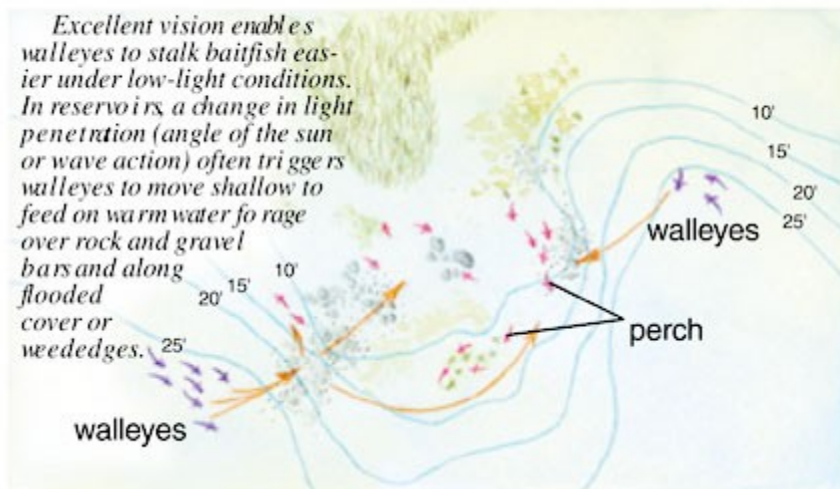 Excellent vision enables
walleyes to stalk baitfish eas-
ier under low-light conditions.
In reservoirs, a change in light
penetration (angle of the sun
or wave action) often triggers
walleyes to move shallow to
feed on warm water fo rage
over rock and gravel
bars and along
flooded
cover or
weededges.
10'
15'
20'
25'
10'
15'
20'
25'
walleyes
perch
walleyes